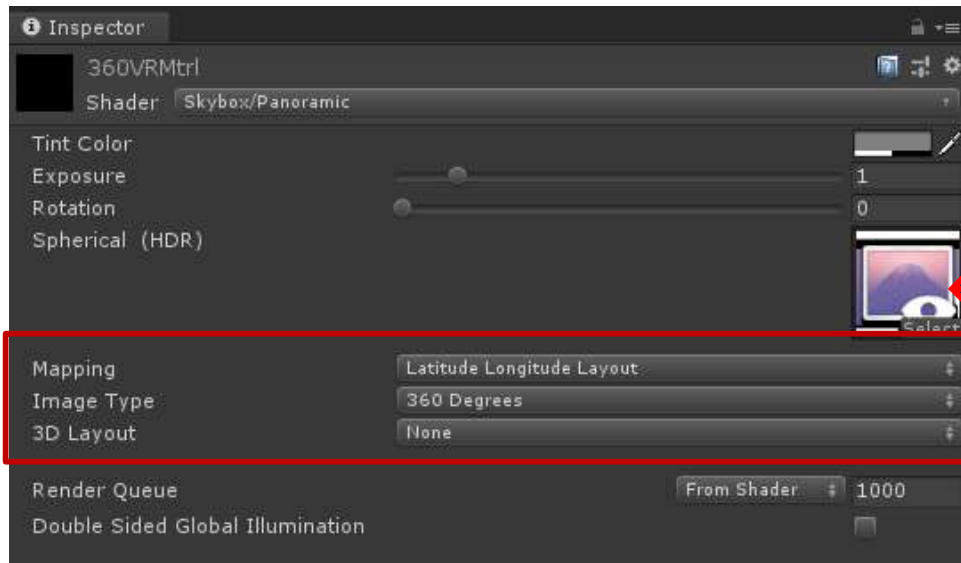 Inspector
360VRMtrl
Shader Skybox/Panoramic
Tint Color
Exposure 1
Rotation 0
Spherical (HDR)
Select
Mapping Latitude Longitude Layout
Image Type 360 Degrees
3D Layout None
Render Queue From Shader 1000
Double Sided Global Illumination